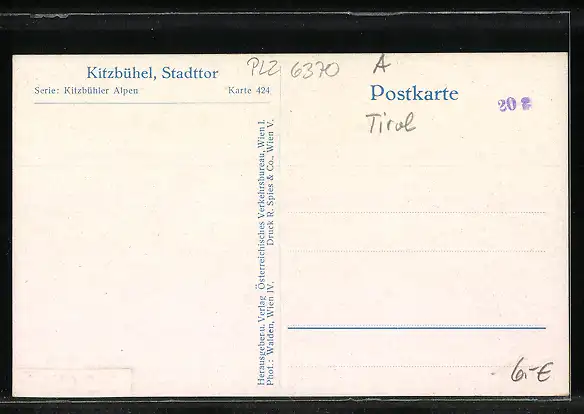 Kitzbühel, Stadttor
Serie: Kitzbühler Alpen Karte 424
PLZ 6370 A
Postkarte
Tirol
20
Herausgeber u. Verlag Österreichisches Verkehrsbureau, Wien I.
Phot.: Walden, Wien IV. Druck R. Spies & Co., Wien V.
6,-€